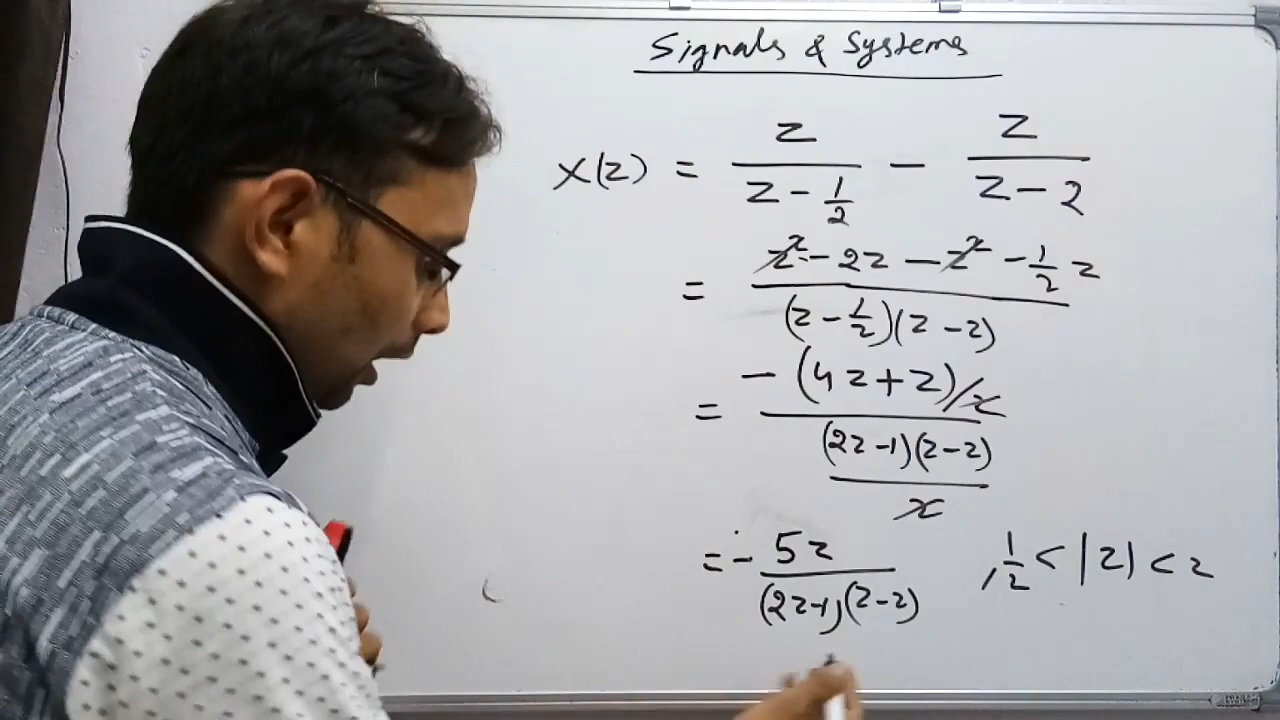 Signals & Systems
X(z) = z/(z - 1/2) - z/(z - 2)
= (z² - 2z - z² - 1/2 z)/((z - 1/2)(z - 2))
= (-(4z + z)/2)/((2z - 1)(z - 2)/2)
= - 5z/((2z - 1)(z - 2)) , 1/2 < |z| < 2